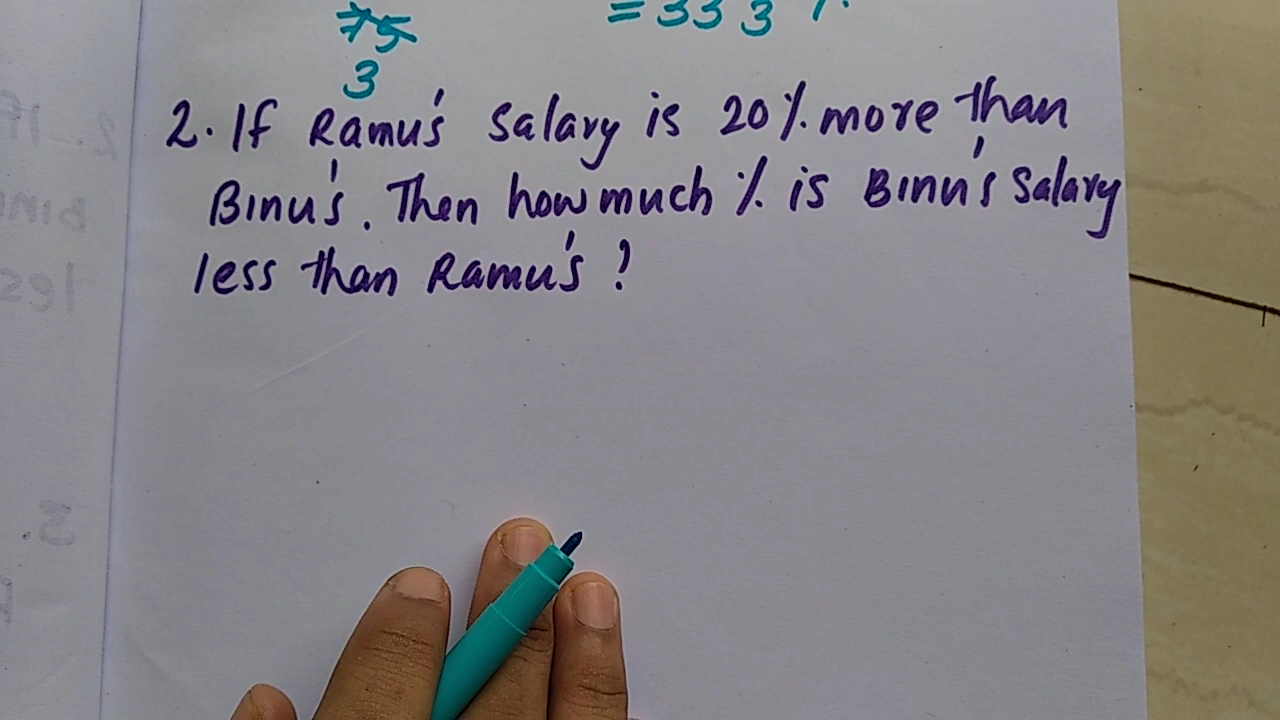 75
3
= 33 3 %
2. If Ramu's salary is 20% more than
Binu's. Then how much % is Binu's salary
less than Ramu's ?